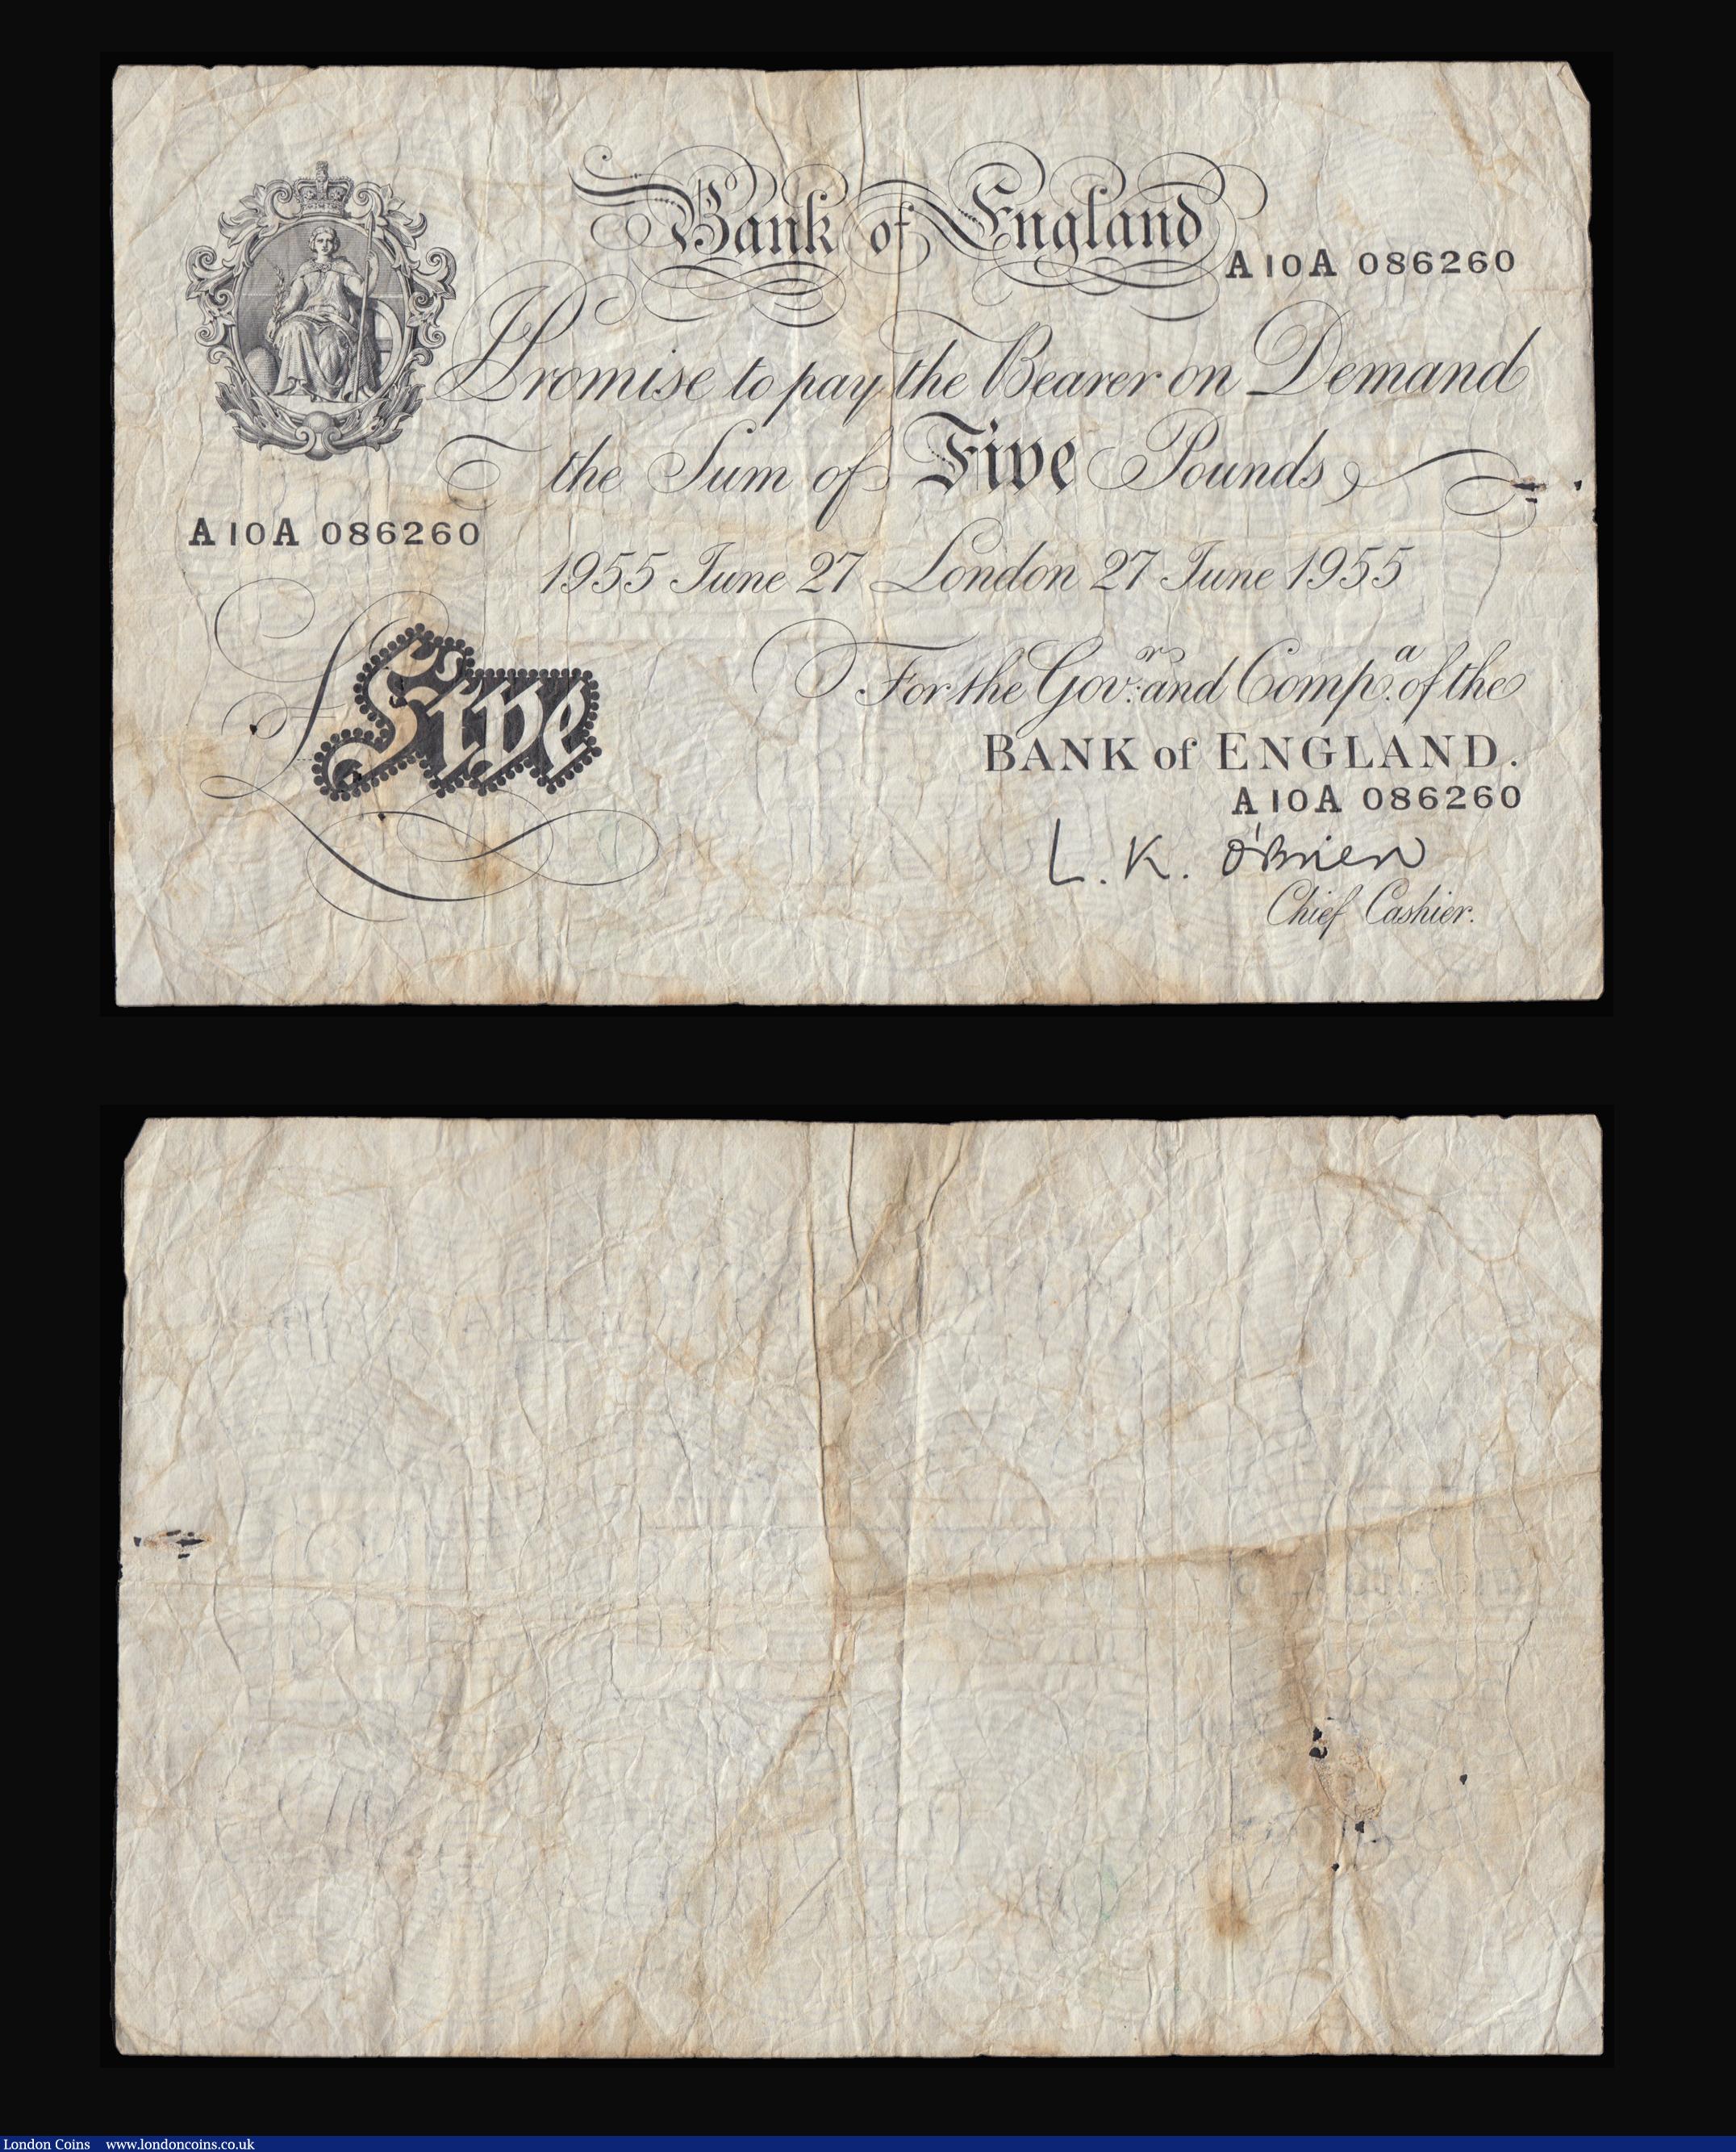 Bank of England
A10A 086260
I Promise to pay the Bearer on Demand
the Sum of Five Pounds
A10A 086260
1955 June 27 London 27 June 1955
£Five
For the Gov.r and Comp.a of the
BANK of ENGLAND.
A10A 086260
L. K. O'Brien
Chief Cashier.
London Coins www.londoncoins.co.uk